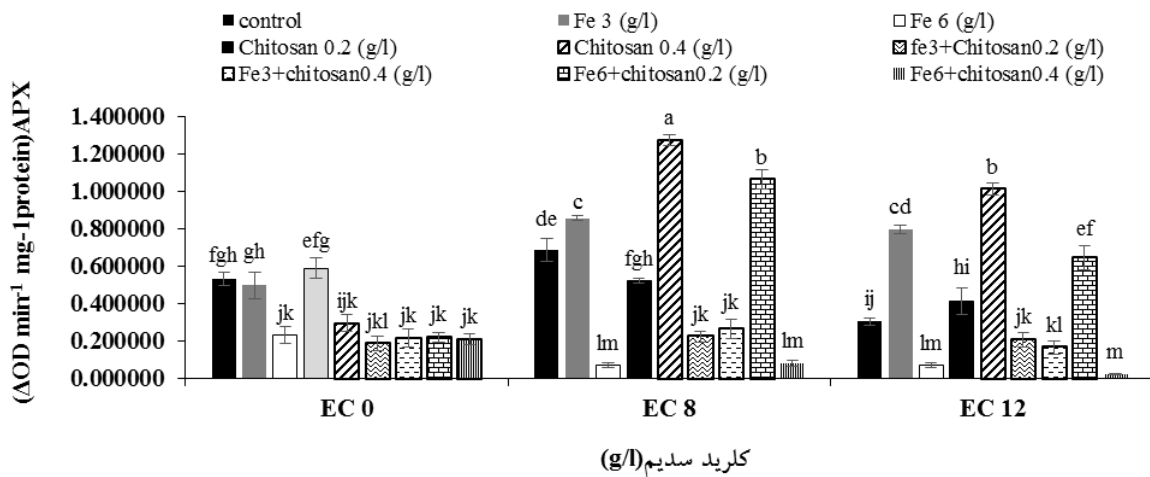 control Fe 3 (g/l) Fe 6 (g/l)
Chitosan 0.2 (g/l) Chitosan 0.4 (g/l) fe3+Chitosan0.2 (g/l)
Fe3+chitosan0.4 (g/l) Fe6+chitosan0.2 (g/l) Fe6+chitosan0.4 (g/l)
(ΔOD min-1 mg-1protein)APX
1.400000
1.200000
1.000000
0.800000
0.600000
0.400000
0.200000
0.000000
fgh gh jk efg ijk jkl jk jk jk
de c lm fgh a jk jk b lm
ij cd lm hi b jk kl ef m
EC 0 EC 8 EC 12
کلرید سدیم(g/l)